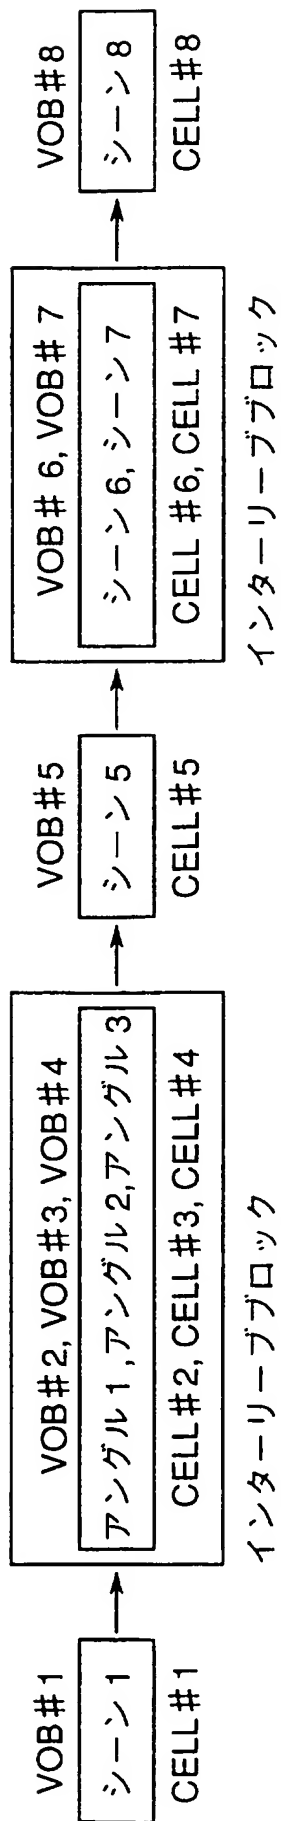 VOB#1
シーン1
CELL#1
VOB#2, VOB#3, VOB#4
アングル1,アングル2,アングル3
CELL#2, CELL#3, CELL#4
インターリーブブロック
VOB#5
シーン5
CELL#5
VOB# 6, VOB# 7
シーン6,シーン7
CELL #6, CELL #7
インターリーブブロック
VOB#8
シーン8
CELL#8